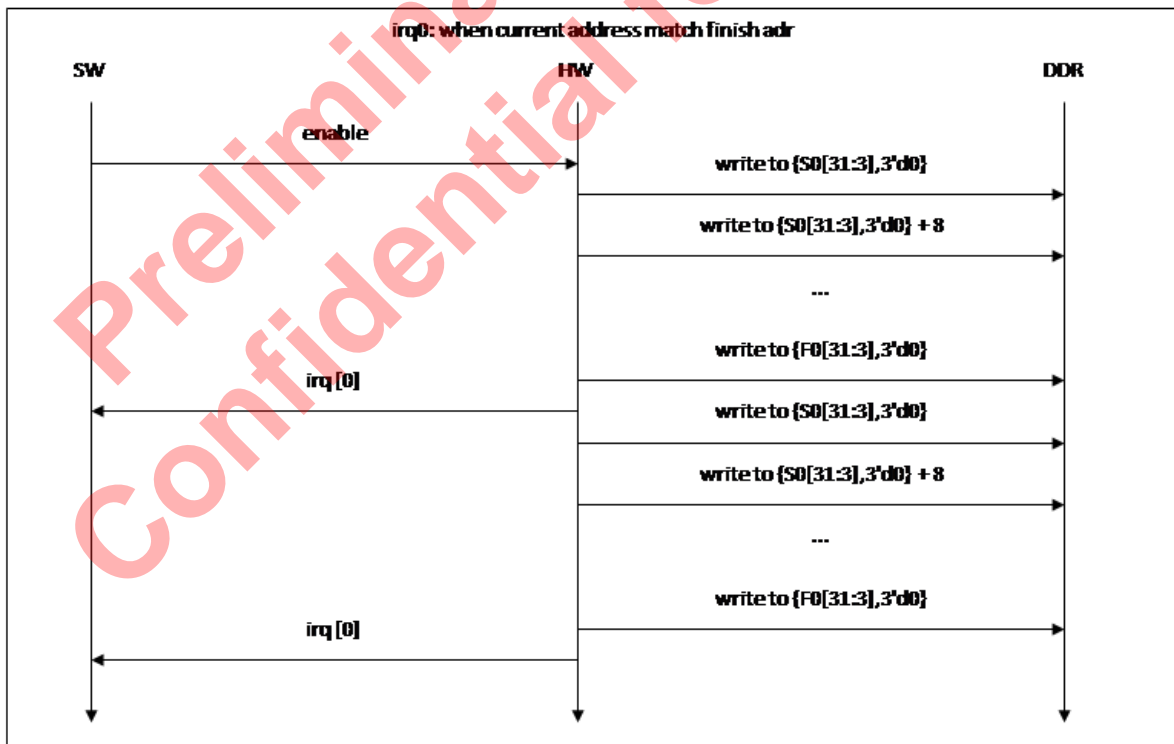 irq0: when current address match finish adr
SW HW DDR
enable
write to {S0[31:3],3'd0}
write to {S0[31:3],3'd0} + 8
...
write to {F0[31:3],3'd0}
irq [0]
write to {S0[31:3],3'd0}
write to {S0[31:3],3'd0} + 8
...
write to {F0[31:3],3'd0}
irq [0]
Confidential